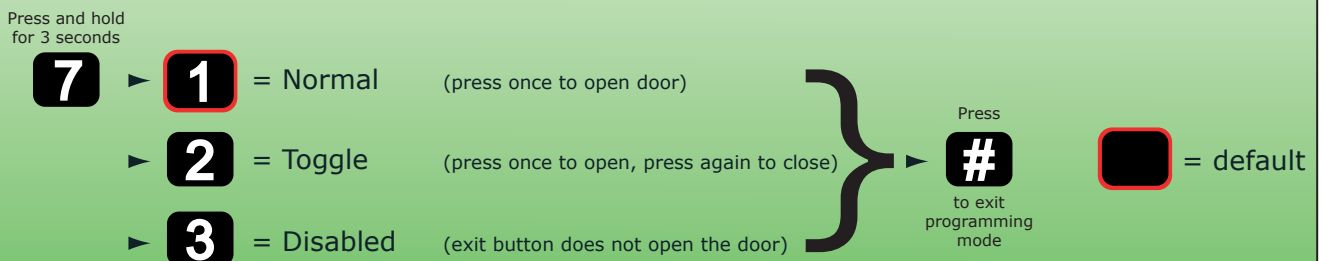 Press and hold
for 3 seconds
7 ► 1 = Normal (press once to open door)
► 2 = Toggle (press once to open, press again to close)
► 3 = Disabled (exit button does not open the door)
} ►
Press
#
to exit
programming
mode
= default